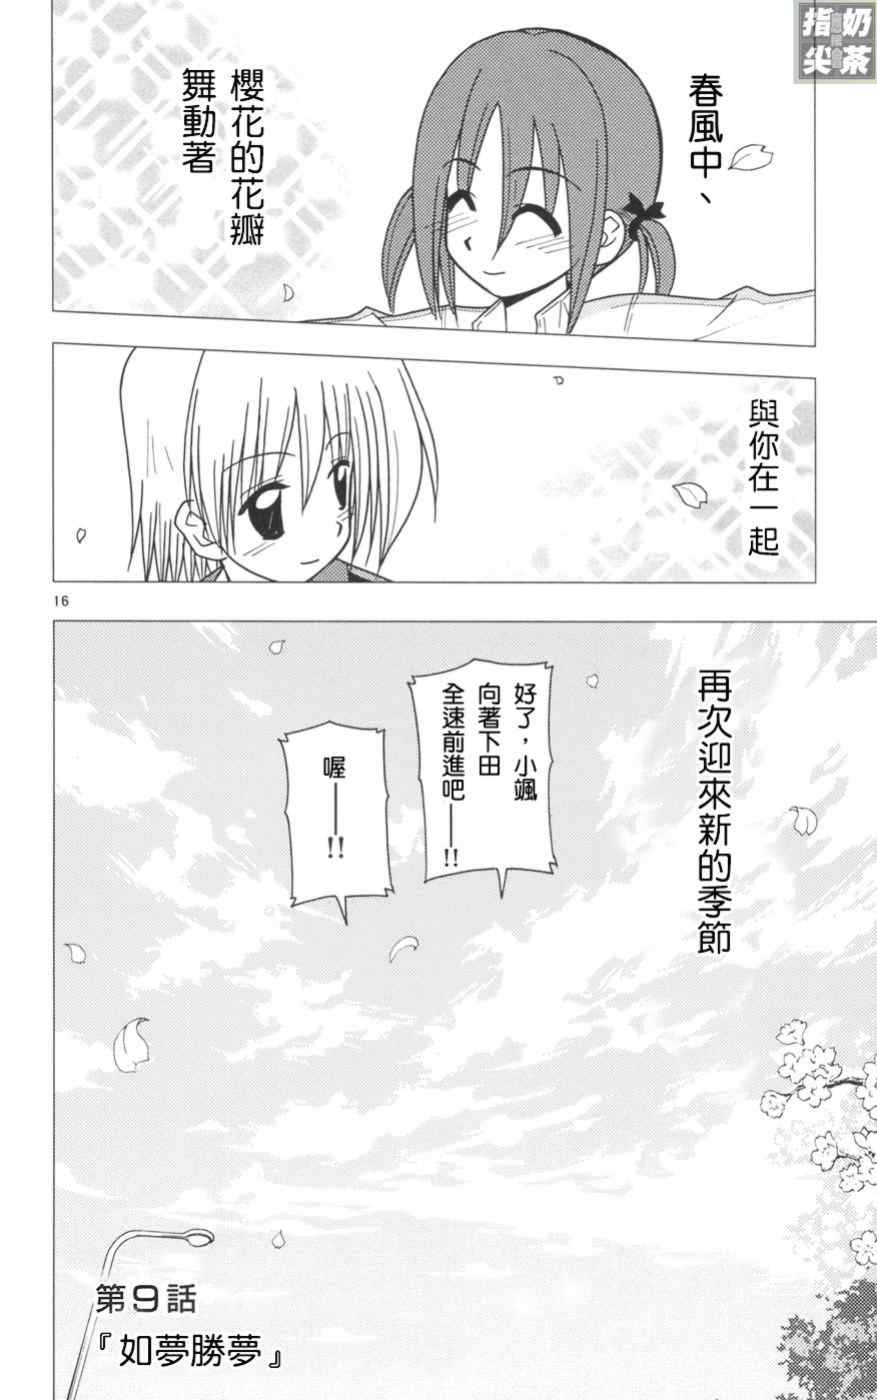 春風中、
櫻花的花瓣
舞動著
與你在一起
16
再次迎來新的季節
好了，小颯
向著下田
全速前進吧——!!
喔——!!
第9話
『如夢勝夢』
指尖
奶茶